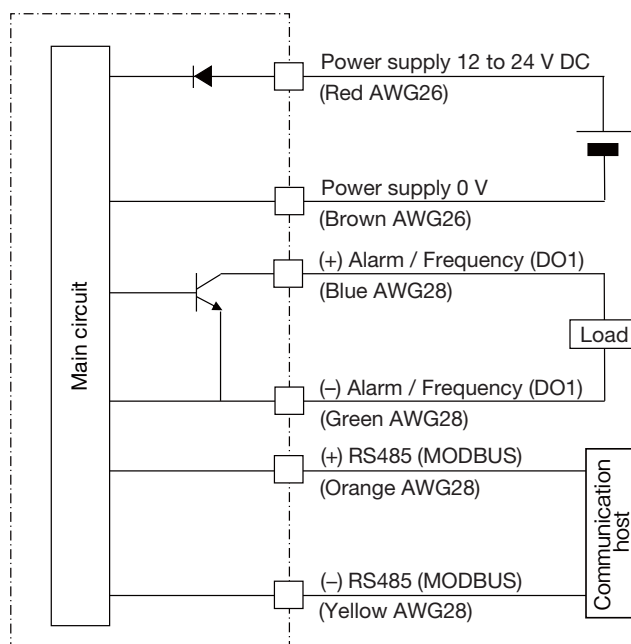 Main circuit
Power supply 12 to 24 V DC
(Red AWG26)
Power supply 0 V
(Brown AWG26)
(+) Alarm / Frequency (DO1)
(Blue AWG28)
Load
(–) Alarm / Frequency (DO1)
(Green AWG28)
(+) RS485 (MODBUS)
(Orange AWG28)
Communication
host
(–) RS485 (MODBUS)
(Yellow AWG28)